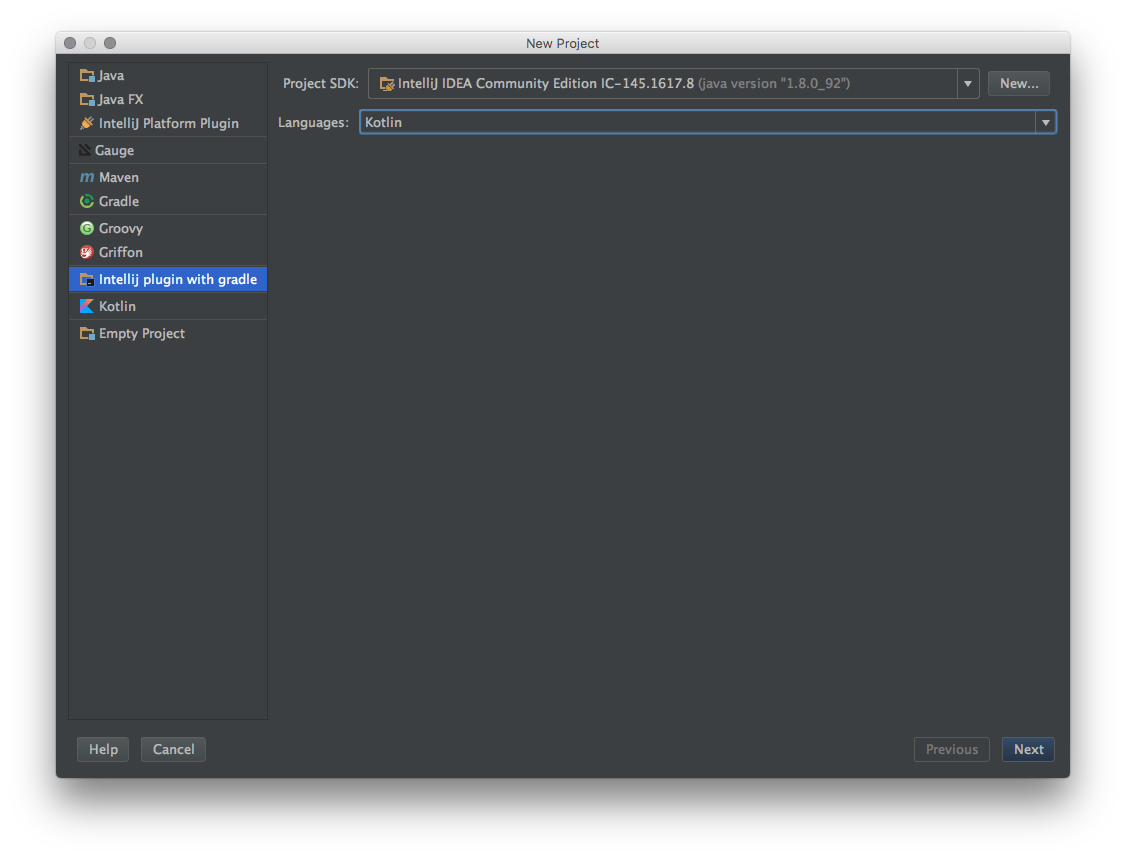 New Project
Java
Java FX
IntelliJ Platform Plugin
Gauge
Maven
Gradle
Groovy
Griffon
Intellij plugin with gradle
Kotlin
Empty Project
Project SDK: IntelliJ IDEA Community Edition IC-145.1617.8 (java version "1.8.0_92") New...
Languages: Kotlin
Help Cancel Previous Next